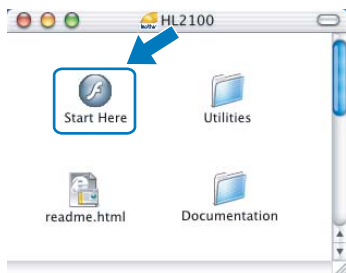 HL2100
Start Here
Utilities
readme.html
Documentation